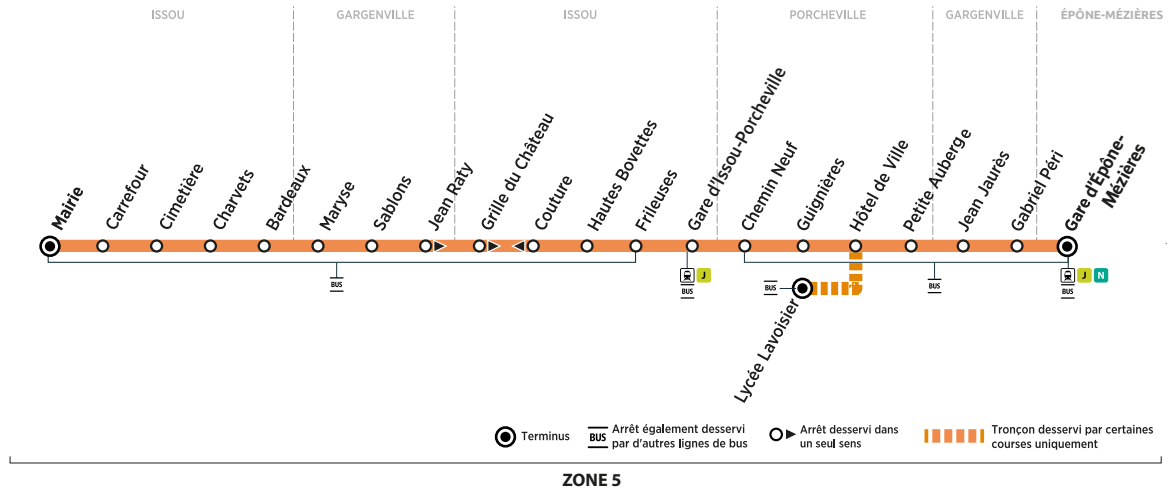 ISSOU
GARGENVILLE
ISSOU
PORCHEVILLE
GARGENVILLE
ÉPÔNE-MÉZIÈRES
Mairie
Carrefour
Cimetière
Charvets
Bardeaux
Maryse
Sablons
Jean Raty
Grille du Château
Couture
Hautes Bovettes
Frileuses
Gare d'Issou-Porcheville
Chemin Neuf
Guignières
Hôtel de Ville
Petite Auberge
Jean Jaurès
Gabriel Péri
Gare d'Épône-
Mézières
BUS
J
BUS
BUS
BUS
J
N
BUS
Lycée Lavoisier
Terminus
BUS
Arrêt également desservi
par d'autres lignes de bus
Arrêt desservi dans
un seul sens
Tronçon desservi par certaines
courses uniquement
ZONE 5